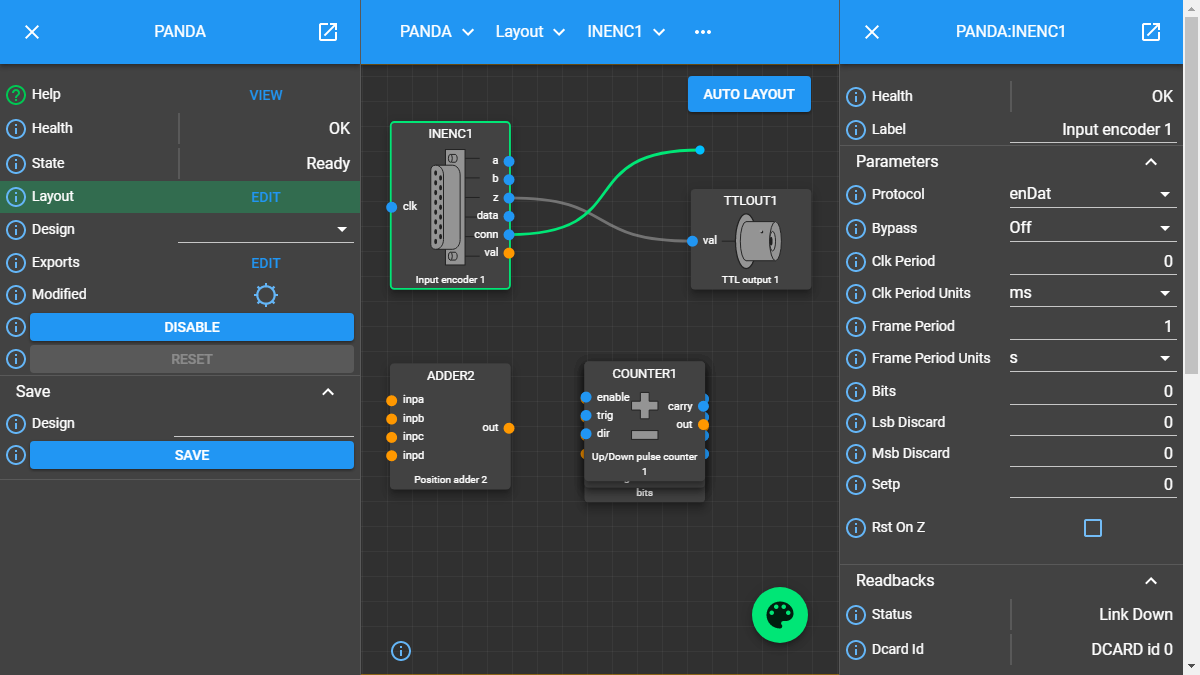 PANDA
Help VIEW
Health OK
State Ready
Layout EDIT
Design
Exports EDIT
Modified
DISABLE
RESET
Save
Design
SAVE
PANDA Layout INENC1
AUTO LAYOUT
INENC1
clk
a
b
z
data
conn
val
Input encoder 1
TTLOUT1
val
TTL output 1
ADDER2
inpa
inpb
inpc
inpd
out
Position adder 2
COUNTER1
enable
trig
dir
carry
out
Up/Down pulse counter
1
bits
PANDA:INENC1
Health OK
Label Input encoder 1
Parameters
Protocol enDat
Bypass Off
Clk Period 0
Clk Period Units ms
Frame Period 1
Frame Period Units s
Bits 0
Lsb Discard 0
Msb Discard 0
Setp 0
Rst On Z
Readbacks
Status Link Down
Dcard Id DCARD id 0